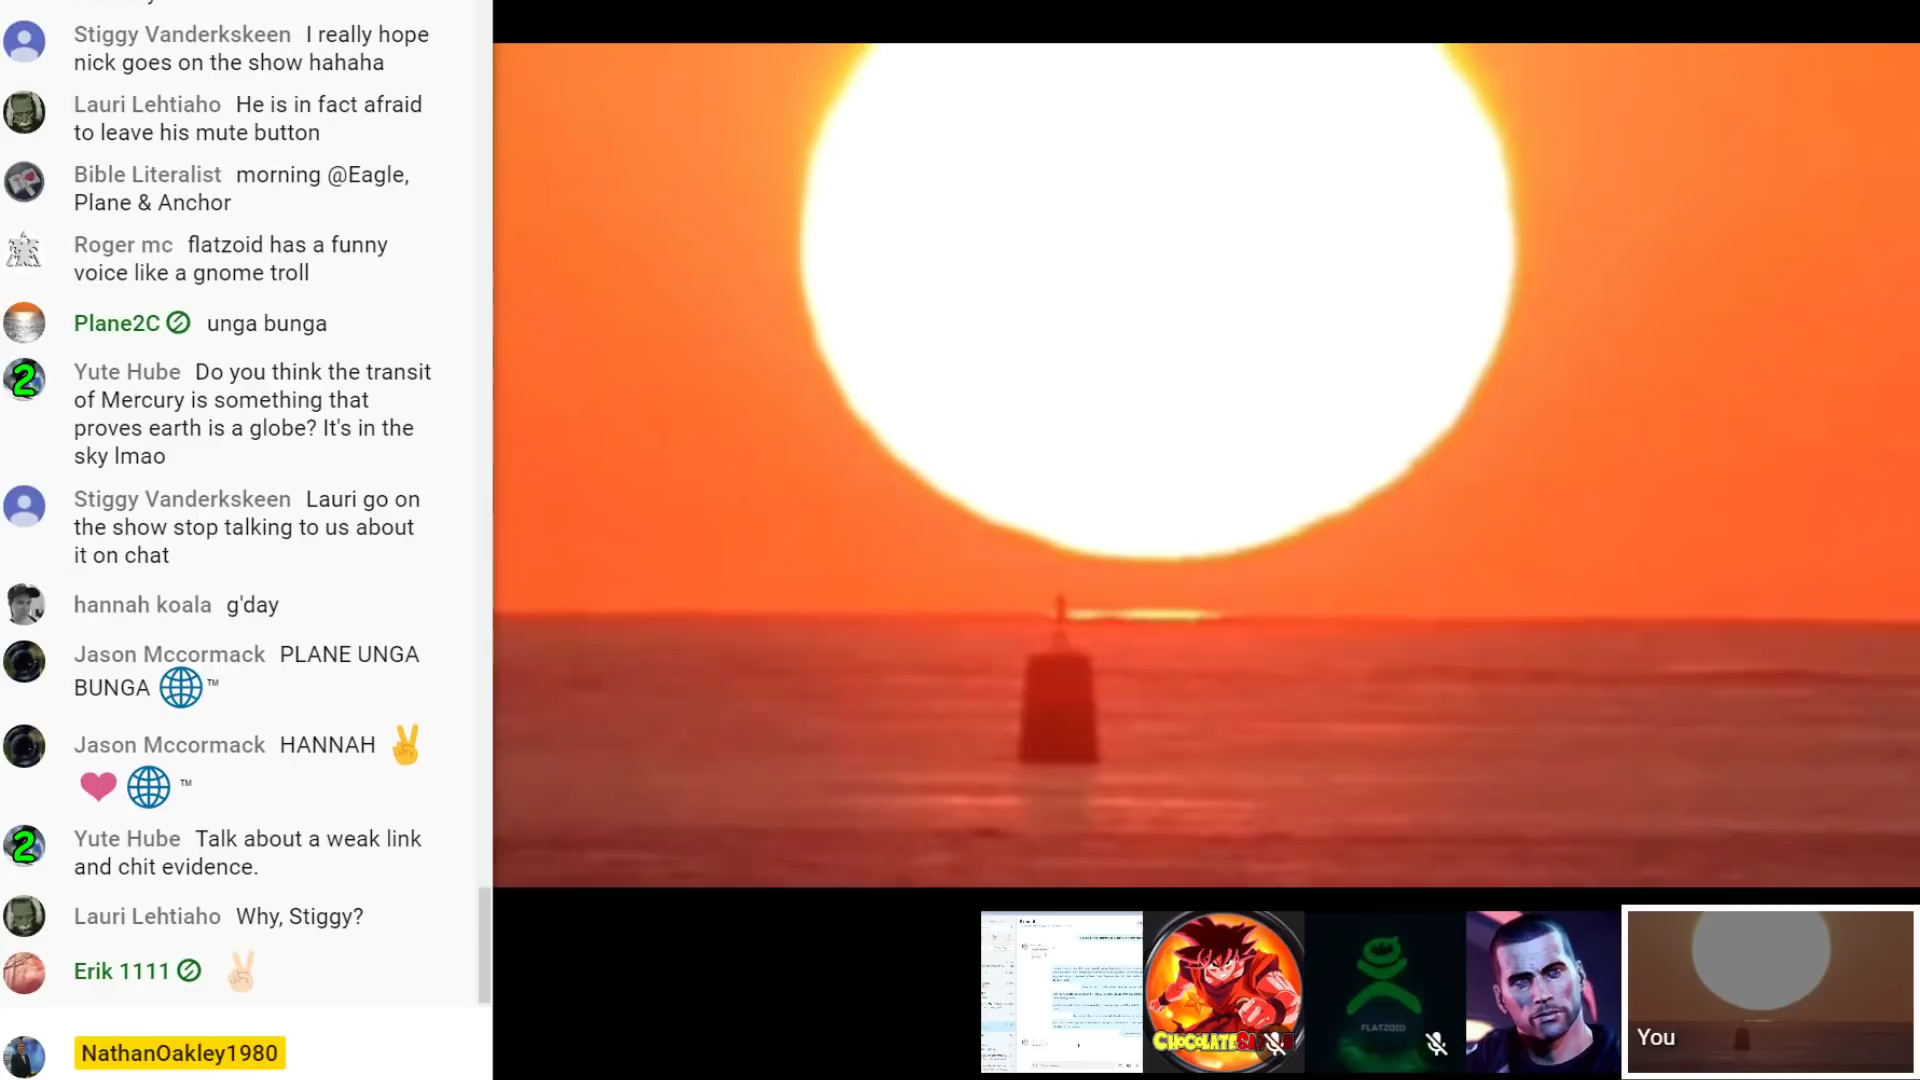 Stiggy Vanderkskeen I really hope
nick goes on the show hahaha
Lauri Lehtiaho He is in fact afraid
to leave his mute button
Bible Literalist morning @Eagle,
Plane & Anchor
Roger mc flatzoid has a funny
voice like a gnome troll
Plane2C unga bunga
Yute Hube Do you think the transit
of Mercury is something that
proves earth is a globe? It's in the
sky lmao
Stiggy Vanderkskeen Lauri go on
the show stop talking to us about
it on chat
hannah koala g'day
Jason Mccormack PLANE UNGA
BUNGA ™
Jason Mccormack HANNAH
™
Yute Hube Talk about a weak link
and chit evidence.
Lauri Lehtiaho Why, Stiggy?
Erik 1111
NathanOakley1980
2
2
FLATZOID
You